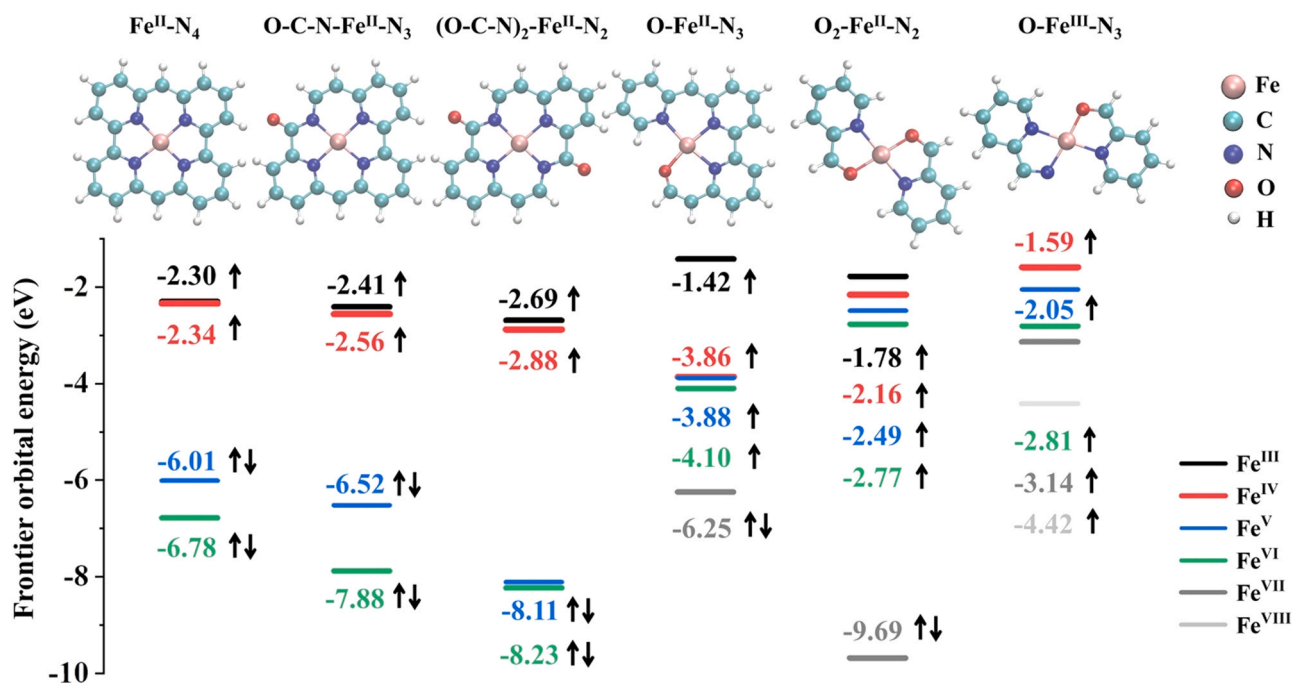 Fe^II-N₄ O-C-N-Fe^II-N₃ (O-C-N)₂-Fe^II-N₂ O-Fe^II-N₃ O₂-Fe^II-N₂ O-Fe^III-N₃
Fe
C
N
O
H
Frontier orbital energy (eV)
-2
-4
-6
-8
-10
-2.30 ↑
-2.34 ↑
-6.01 ↑↓
-6.78 ↑↓
-2.41 ↑
-2.56 ↑
-6.52 ↑↓
-7.88 ↑↓
-2.69 ↑
-2.88 ↑
-8.11 ↑↓
-8.23 ↑↓
-1.42 ↑
-3.86 ↑
-3.88 ↑
-4.10 ↑
-6.25 ↑↓
-1.78 ↑
-2.16 ↑
-2.49 ↑
-2.77 ↑
-9.69 ↑↓
-1.59 ↑
-2.05 ↑
-2.81 ↑
-3.14 ↑
-4.42 ↑
Fe^III
Fe^IV
Fe^V
Fe^VI
Fe^VII
Fe^VIII